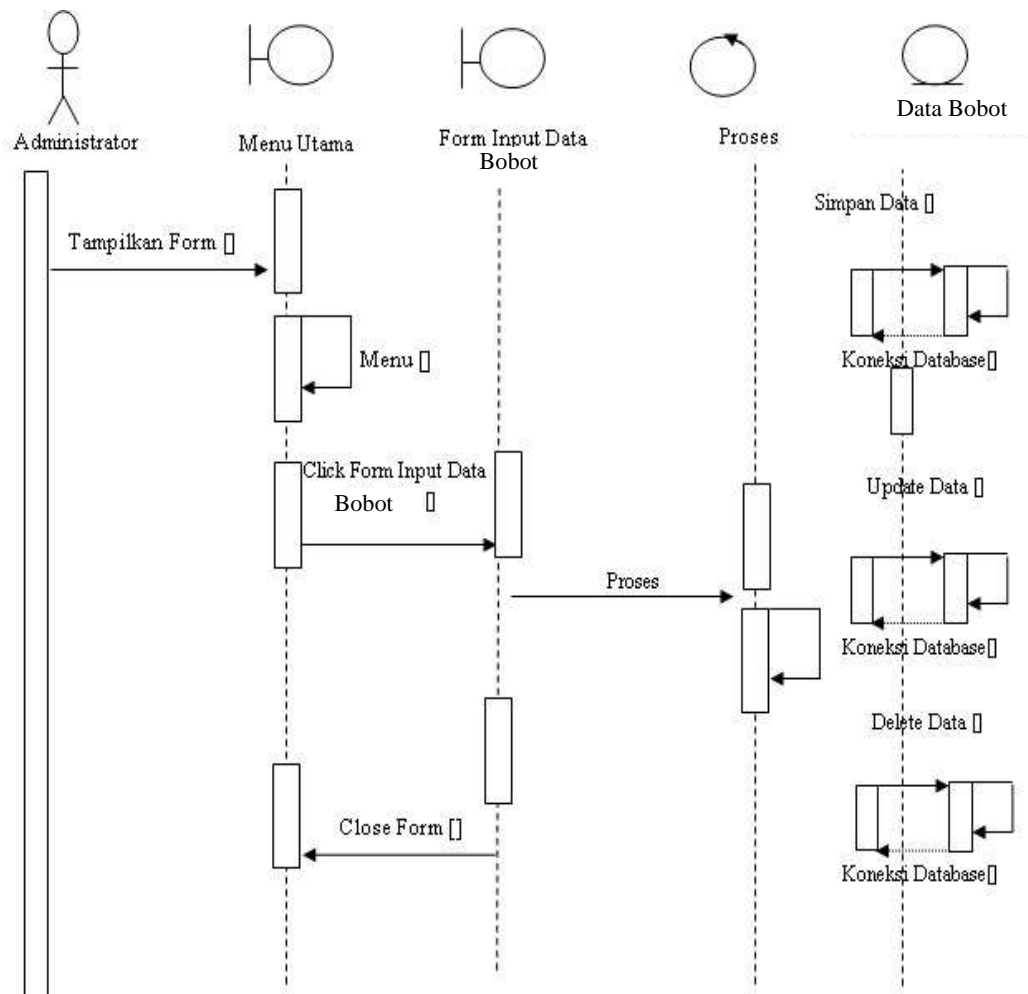 Administrator
Menu Utama
Form Input Data
Bobot
Proses
Data Bobot
Simpan Data []
Tampilkan Form []
Koneksi Database[]
Menu []
Click Form Input Data
Bobot []
Update Data []
Proses
Koneksi Database[]
Delete Data []
Close Form []
Koneksi Database[]